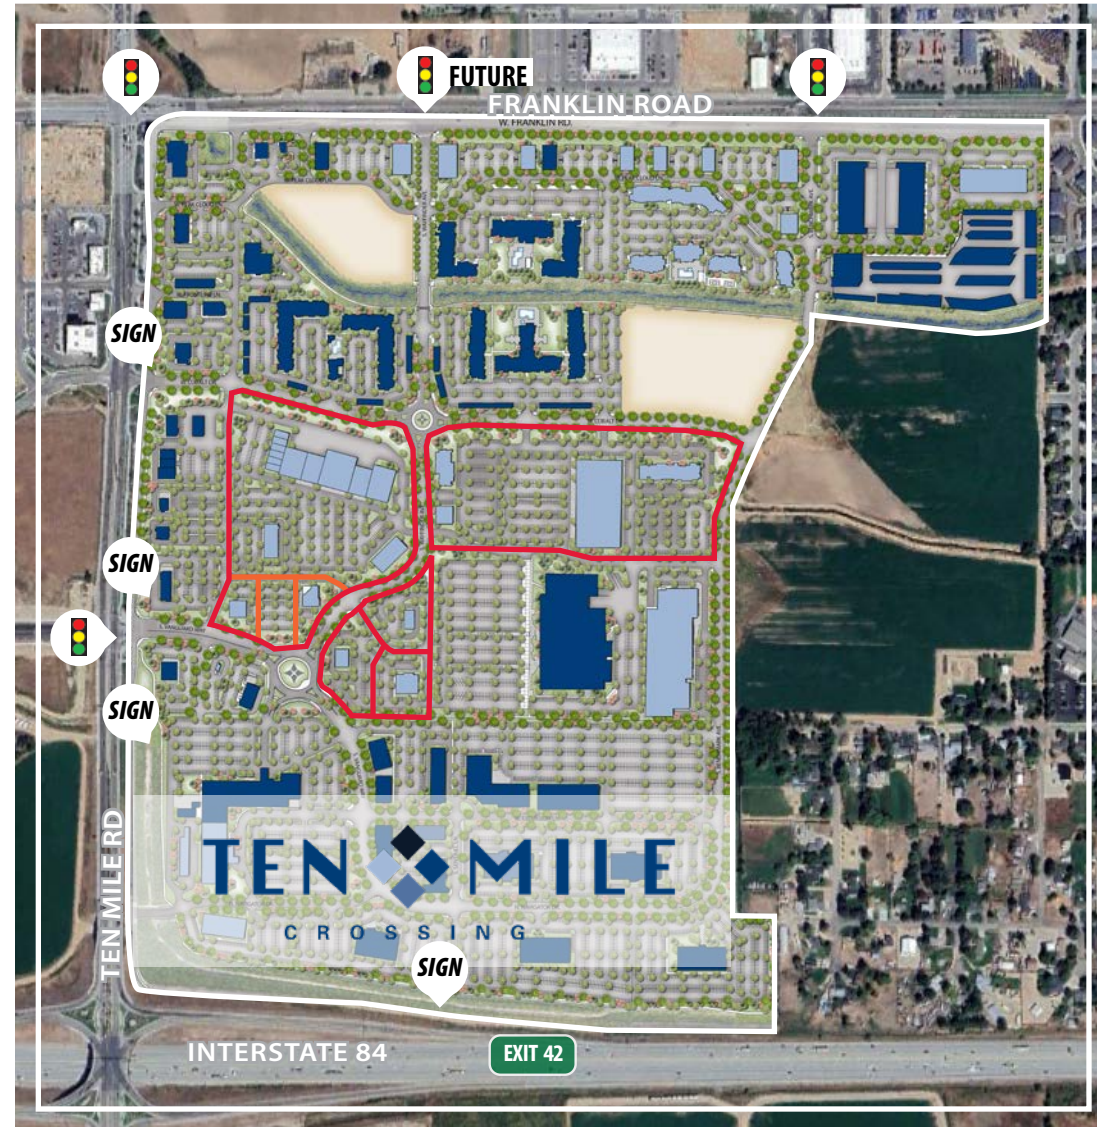 FUTURE
FRANKLIN ROAD
W. FRANKLIN RD.
SIGN
SIGN
SIGN
TEN MILE RD
TEN MILE
CROSSING
SIGN
INTERSTATE 84
EXIT 42